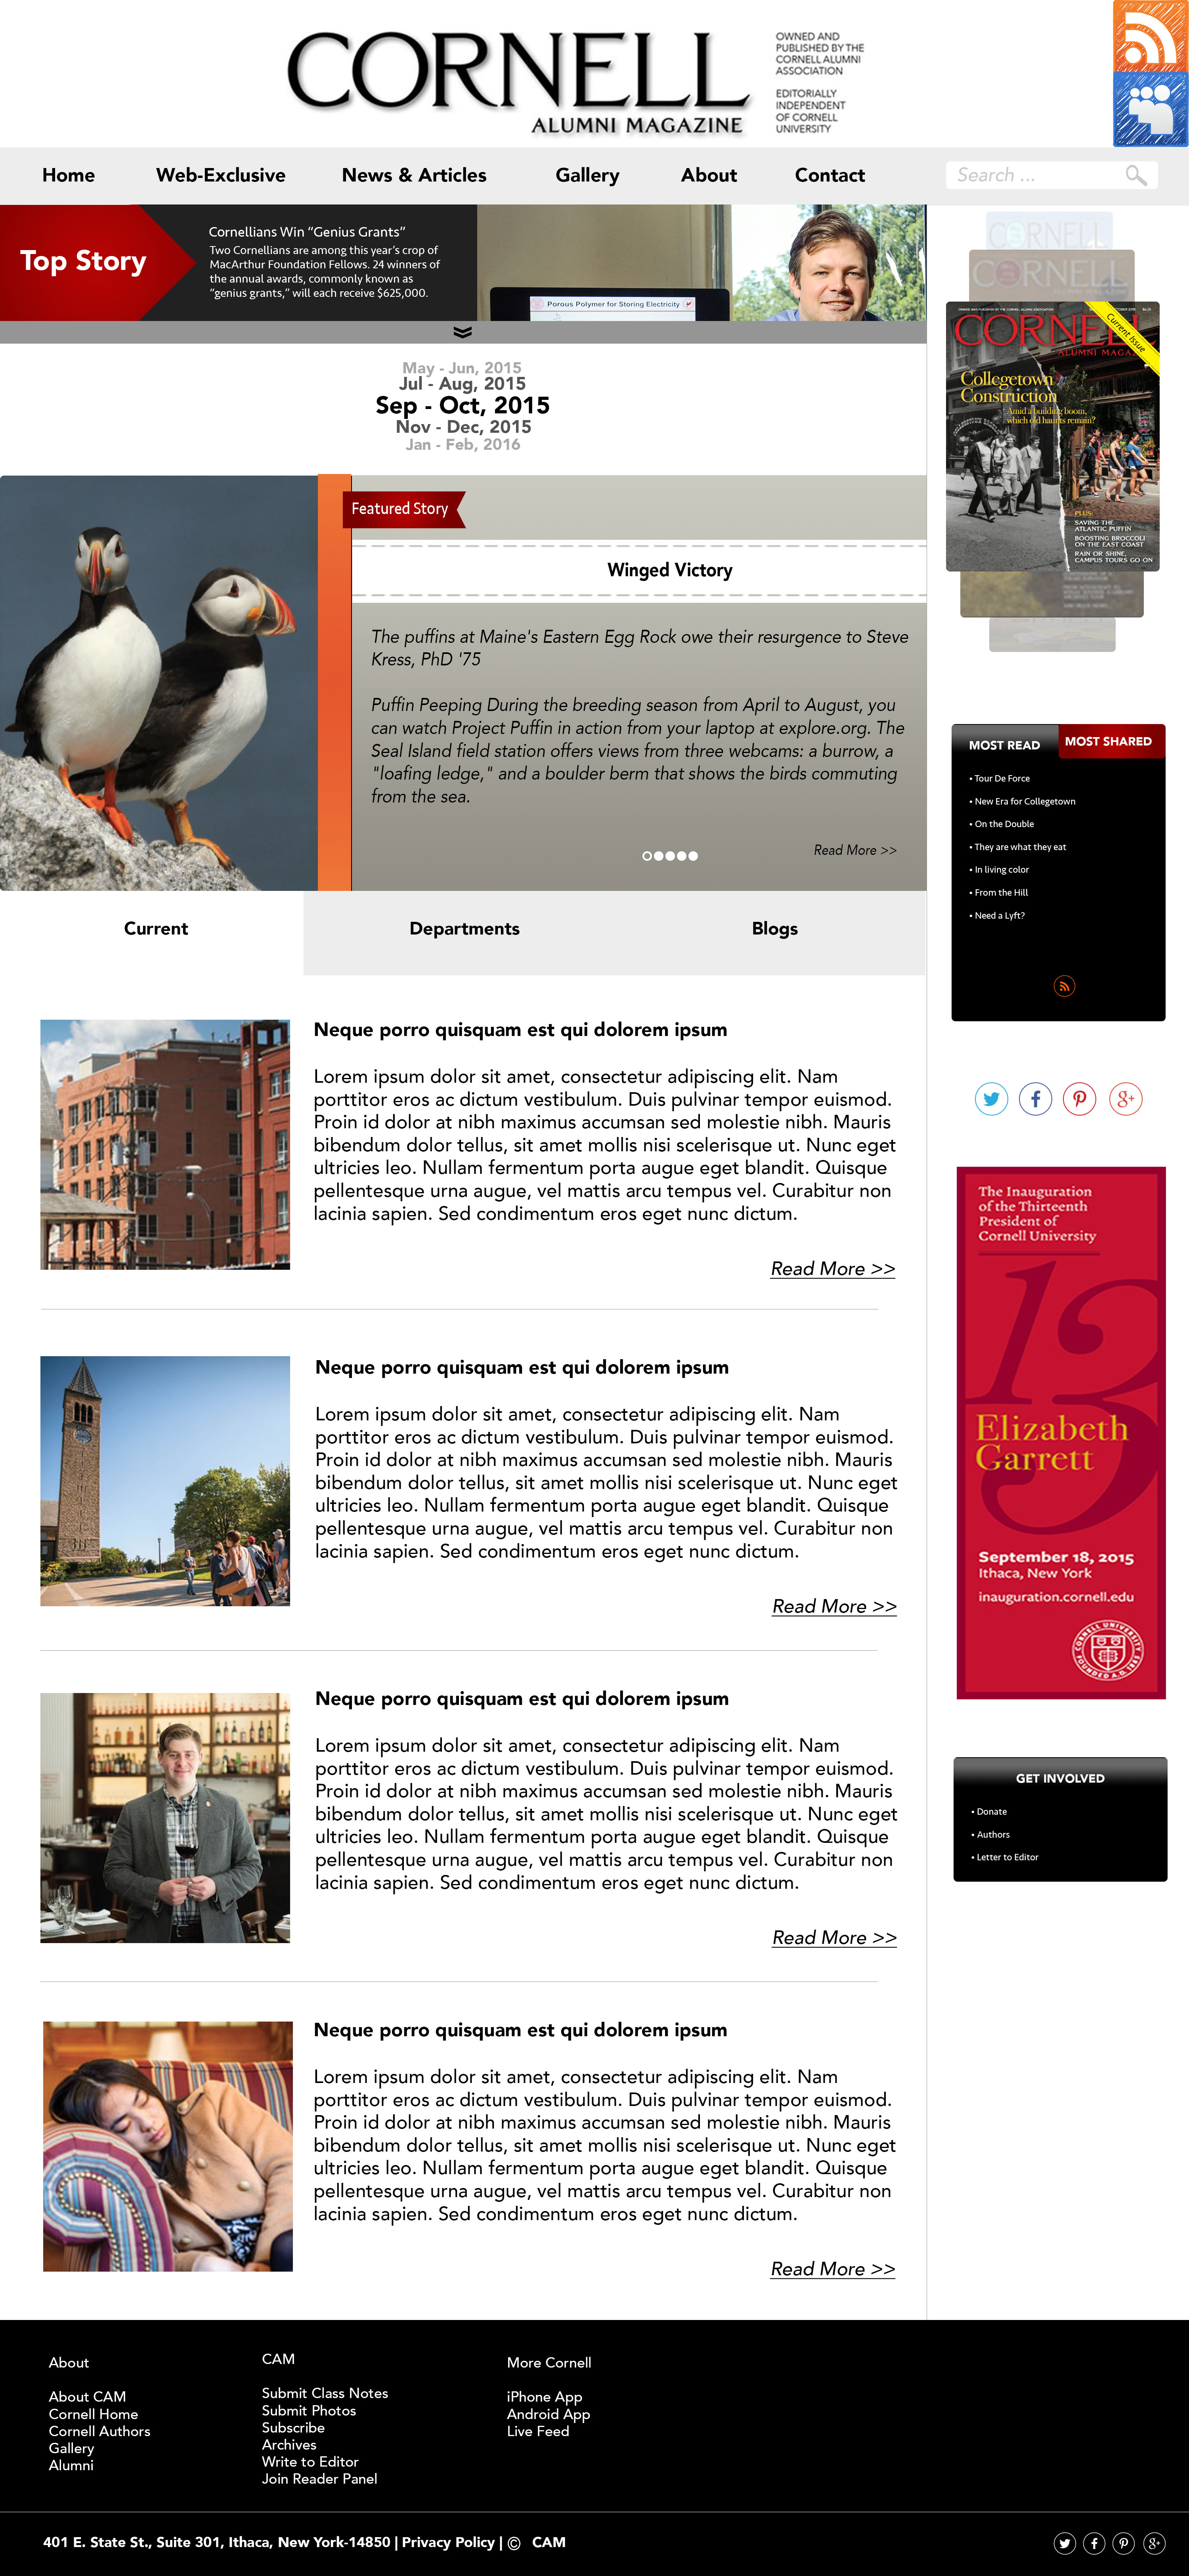 CORNELL
ALUMNI MAGAZINE
OWNED AND
PUBLISHED BY THE
CORNELL ALUMNI
ASSOCIATION
EDITORIALLY
INDEPENDENT
OF CORNELL
UNIVERSITY
Home Web-Exclusive News & Articles Gallery About Contact Search ...
Top Story
Cornellians Win “Genius Grants”
Two Cornellians are among this year’s crop of
MacArthur Foundation Fellows. 24 winners of
the annual awards, commonly known as
“genius grants,” will each receive $625,000.
Porous Polymer for Storing Electricity
May - Jun, 2015
Jul - Aug, 2015
Sep - Oct, 2015
Nov - Dec, 2015
Jan - Feb, 2016
Featured Story
Winged Victory
The puffins at Maine's Eastern Egg Rock owe their resurgence to Steve
Kress, PhD '75
Puffin Peeping During the breeding season from April to August, you
can watch Project Puffin in action from your laptop at explore.org. The
Seal Island field station offers views from three webcams: a burrow, a
"loafing ledge," and a boulder berm that shows the birds commuting
from the sea.
Read More >>
Current Departments Blogs
Neque porro quisquam est qui dolorem ipsum
Lorem ipsum dolor sit amet, consectetur adipiscing elit. Nam
porttitor eros ac dictum vestibulum. Duis pulvinar tempor euismod.
Proin id dolor at nibh maximus accumsan sed molestie nibh. Mauris
bibendum dolor tellus, sit amet mollis nisi scelerisque ut. Nunc eget
ultricies leo. Nullam fermentum porta augue eget blandit. Quisque
pellentesque urna augue, vel mattis arcu tempus vel. Curabitur non
lacinia sapien. Sed condimentum eros eget nunc dictum.
Read More >>
Neque porro quisquam est qui dolorem ipsum
Lorem ipsum dolor sit amet, consectetur adipiscing elit. Nam
porttitor eros ac dictum vestibulum. Duis pulvinar tempor euismod.
Proin id dolor at nibh maximus accumsan sed molestie nibh. Mauris
bibendum dolor tellus, sit amet mollis nisi scelerisque ut. Nunc eget
ultricies leo. Nullam fermentum porta augue eget blandit. Quisque
pellentesque urna augue, vel mattis arcu tempus vel. Curabitur non
lacinia sapien. Sed condimentum eros eget nunc dictum.
Read More >>
Neque porro quisquam est qui dolorem ipsum
Lorem ipsum dolor sit amet, consectetur adipiscing elit. Nam
porttitor eros ac dictum vestibulum. Duis pulvinar tempor euismod.
Proin id dolor at nibh maximus accumsan sed molestie nibh. Mauris
bibendum dolor tellus, sit amet mollis nisi scelerisque ut. Nunc eget
ultricies leo. Nullam fermentum porta augue eget blandit. Quisque
pellentesque urna augue, vel mattis arcu tempus vel. Curabitur non
lacinia sapien. Sed condimentum eros eget nunc dictum.
Read More >>
Neque porro quisquam est qui dolorem ipsum
Lorem ipsum dolor sit amet, consectetur adipiscing elit. Nam
porttitor eros ac dictum vestibulum. Duis pulvinar tempor euismod.
Proin id dolor at nibh maximus accumsan sed molestie nibh. Mauris
bibendum dolor tellus, sit amet mollis nisi scelerisque ut. Nunc eget
ultricies leo. Nullam fermentum porta augue eget blandit. Quisque
pellentesque urna augue, vel mattis arcu tempus vel. Curabitur non
lacinia sapien. Sed condimentum eros eget nunc dictum.
Read More >>
CORNELL
CORNELL
Current Issue
CORNELL
ALUMNI
Collegetown
Construction
Amid a building boom,
which old haunts remain?
PLUS:
SAVING THE
ATLANTIC PUFFIN
BOOSTING BROCCOLI
ON THE EAST COAST
RAIN OR SHINE,
CAMPUS TOURS GO ON
MOST READ MOST SHARED
• Tour De Force
• New Era for Collegetown
• On the Double
• They are what they eat
• In living color
• From the Hill
• Need a Lyft?
The Inauguration
of the Thirteenth
President of
Cornell University
13
Elizabeth
Garrett
September 18, 2015
Ithaca, New York
inauguration.cornell.edu
CORNELL UNIVERSITY
FOUNDED A.D. 1865
GET INVOLVED
• Donate
• Authors
• Letter to Editor
About
About CAM
Cornell Home
Cornell Authors
Gallery
Alumni
CAM
Submit Class Notes
Submit Photos
Subscribe
Archives
Write to Editor
Join Reader Panel
More Cornell
iPhone App
Android App
Live Feed
401 E. State St., Suite 301, Ithaca, New York-14850 | Privacy Policy | © CAM